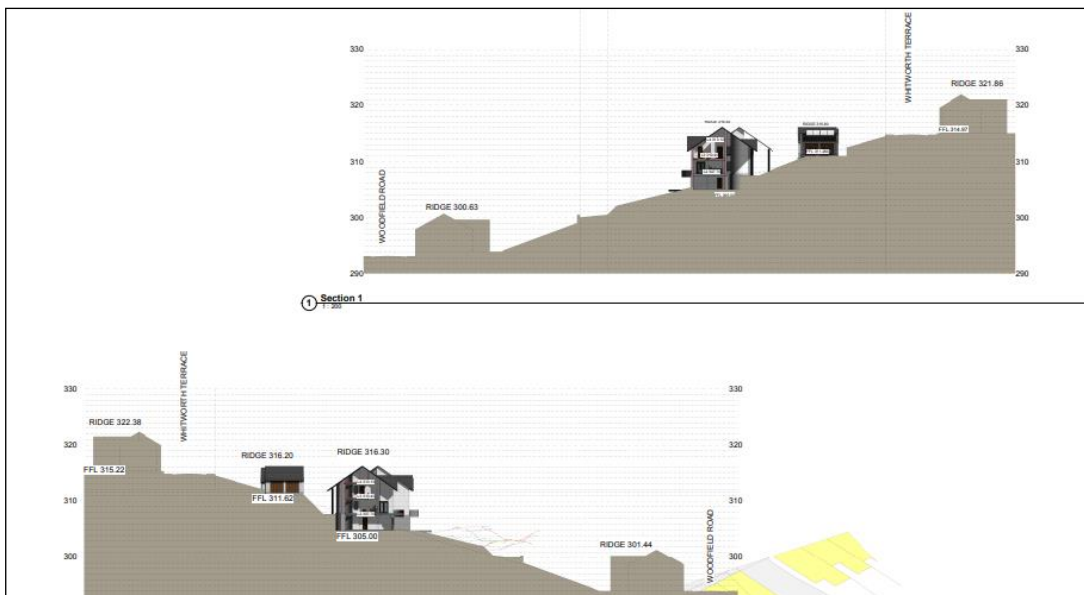 330
330
WHITWORTH TERRACE
RIDGE 321.86
320
320
FFL 314.97
310
310
WOODFIELD ROAD
RIDGE 300.63
300
300
290
290
1 Section 1
1 : 200
WHITWORTH TERRACE
330
330
RIDGE 322.38
320
320
RIDGE 316.20
RIDGE 316.30
FFL 315.22
FFL 311.62
310
310
WOODFIELD ROAD
FFL 305.00
RIDGE 301.44
300
300